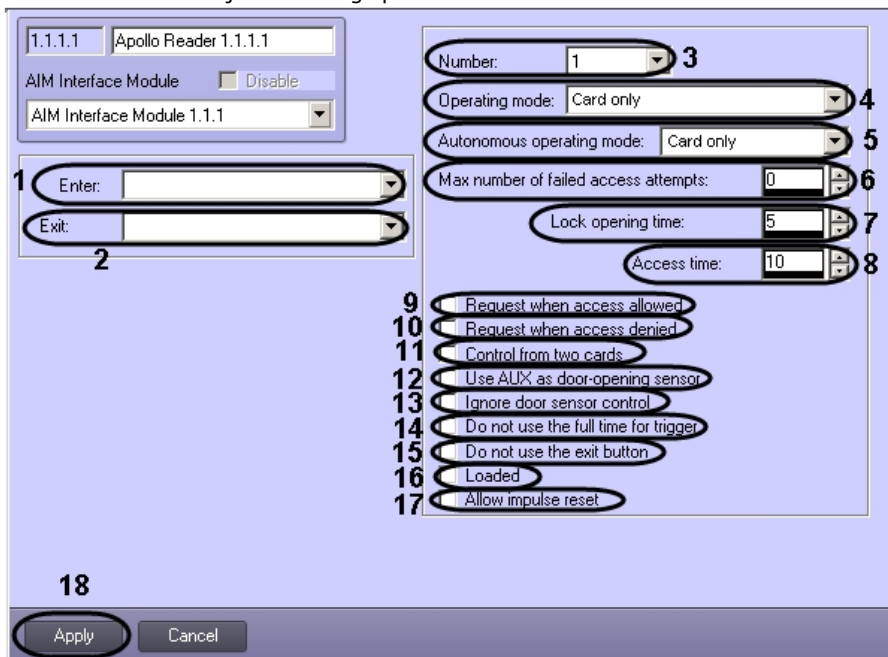 1.1.1.1 Apollo Reader 1.1.1.1
AIM Interface Module Disable
AIM Interface Module 1.1.1
1 Enter:
Exit:
2
Number: 1 3
Operating mode: Card only 4
Autonomous operating mode: Card only 5
Max number of failed access attempts: 0 6
Lock opening time: 5 7
Access time: 10 8
9 Request when access allowed
10 Request when access denied
11 Control from two cards
12 Use AUX as door-opening sensor
13 Ignore door sensor control
14 Do not use the full time for trigger
15 Do not use the exit button
16 Loaded
17 Allow impulse reset
18
Apply Cancel